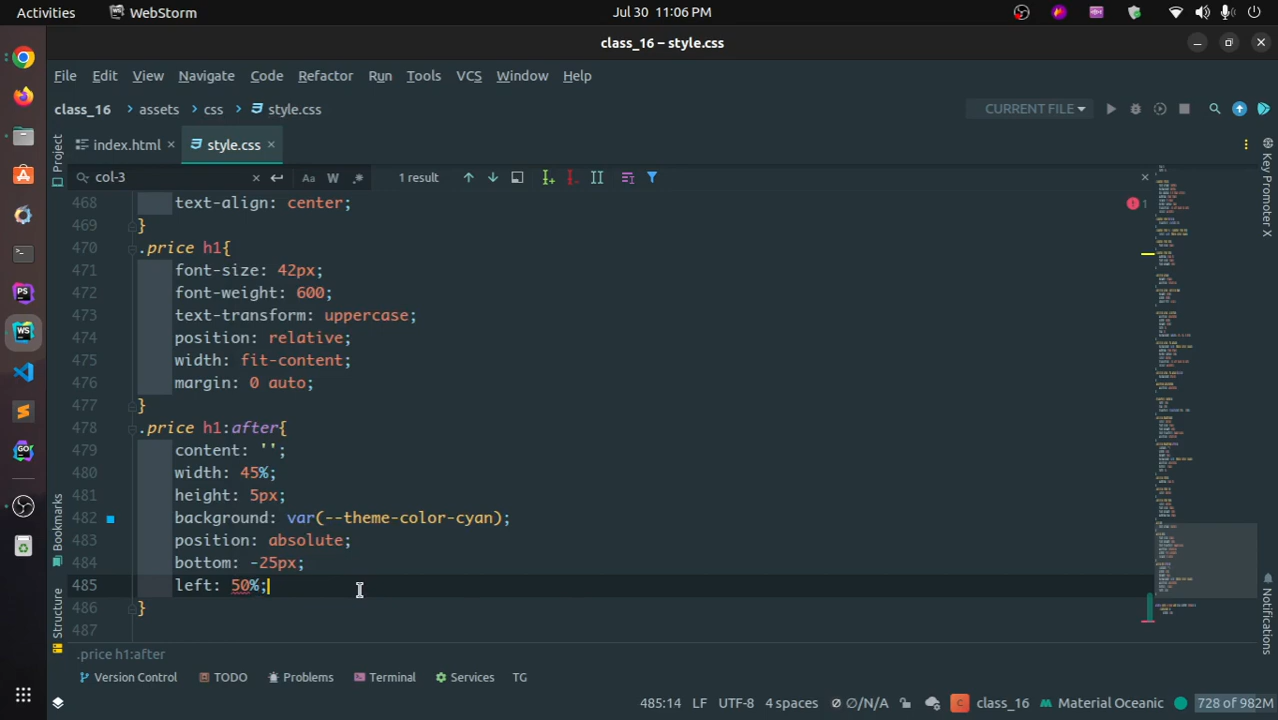 Activities WebStorm Jul 30 11:06 PM
class_16 – style.css
File Edit View Navigate Code Refactor Run Tools VCS Window Help
class_16 assets css style.css CURRENT FILE
Project index.html style.css
col-3 Aa W .* 1 result
468 text-align: center; 1
469 }
470 .price h1{
471 font-size: 42px;
472 font-weight: 600;
473 text-transform: uppercase;
474 position: relative;
475 width: fit-content;
476 margin: 0 auto;
477 }
478 .price h1:after{
479 content: '';
480 width: 45%;
481 height: 5px;
482 background: var(--theme-color-cyan);
483 position: absolute;
484 bottom: -25px;
485 left: 50%;
486 }
487
.price h1:after
Key Promoter X
Bookmarks
Structure
Notifications
Version Control TODO Problems Terminal Services TG
485:14 LF UTF-8 4 spaces ∅/N/A C class_16 Material Oceanic 728 of 982M
PS
WS
GO